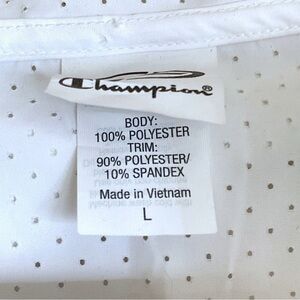 Champion®
BODY:
100% POLYESTER
TRIM:
90% POLYESTER/
10% SPANDEX
Made in Vietnam
L